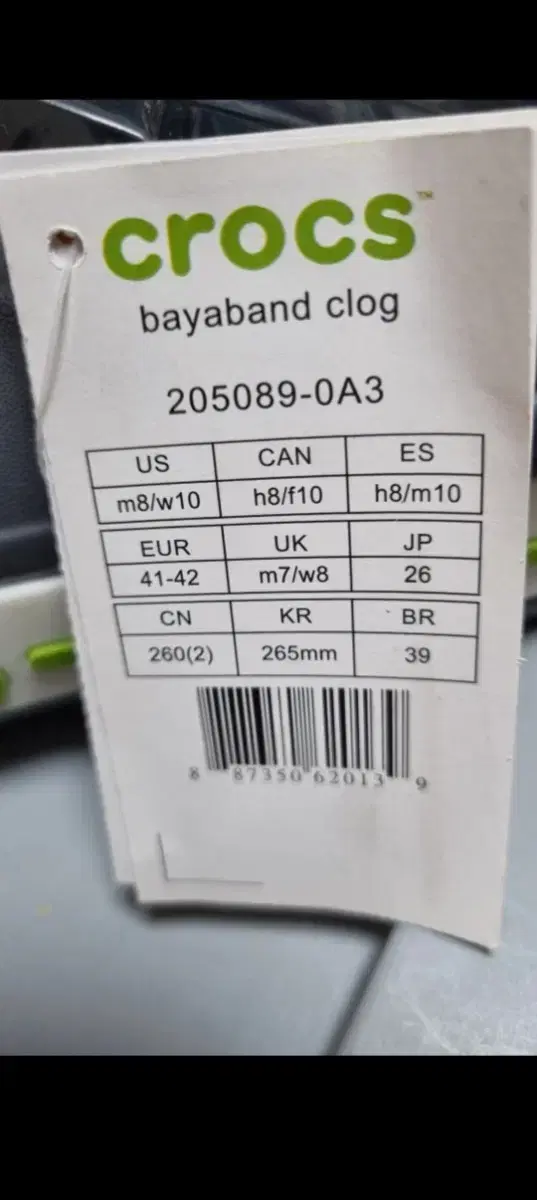 crocs™
bayaband clog
205089-0A3
US CAN ES
m8/w10 h8/f10 h8/m10
EUR UK JP
41-42 m7/w8 26
CN KR BR
260(2) 265mm 39
8 87350 62013 9